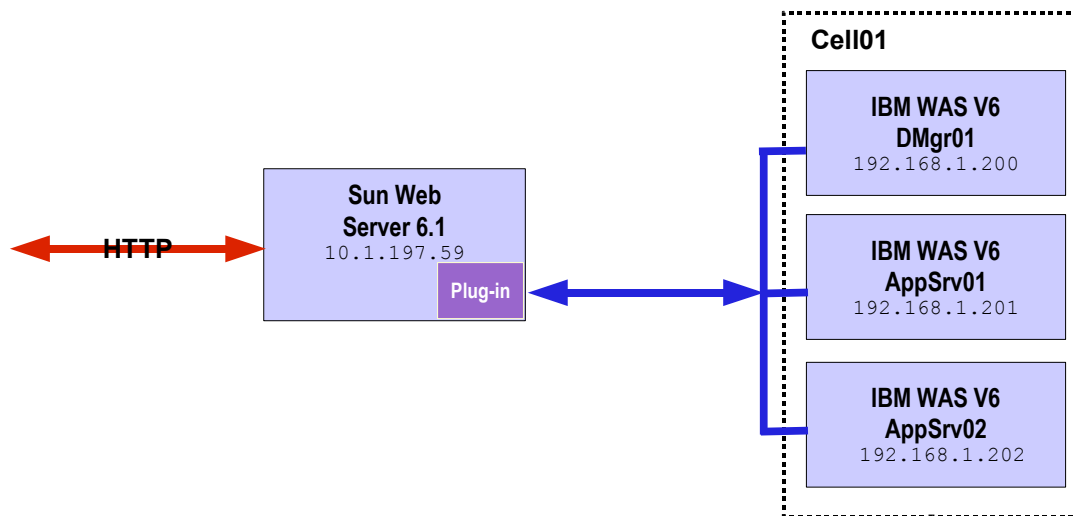 Cell01
IBM WAS V6
DMgr01
192.168.1.200
Sun Web
Server 6.1
10.1.197.59
HTTP
Plug-in
IBM WAS V6
AppSrv01
192.168.1.201
IBM WAS V6
AppSrv02
192.168.1.202